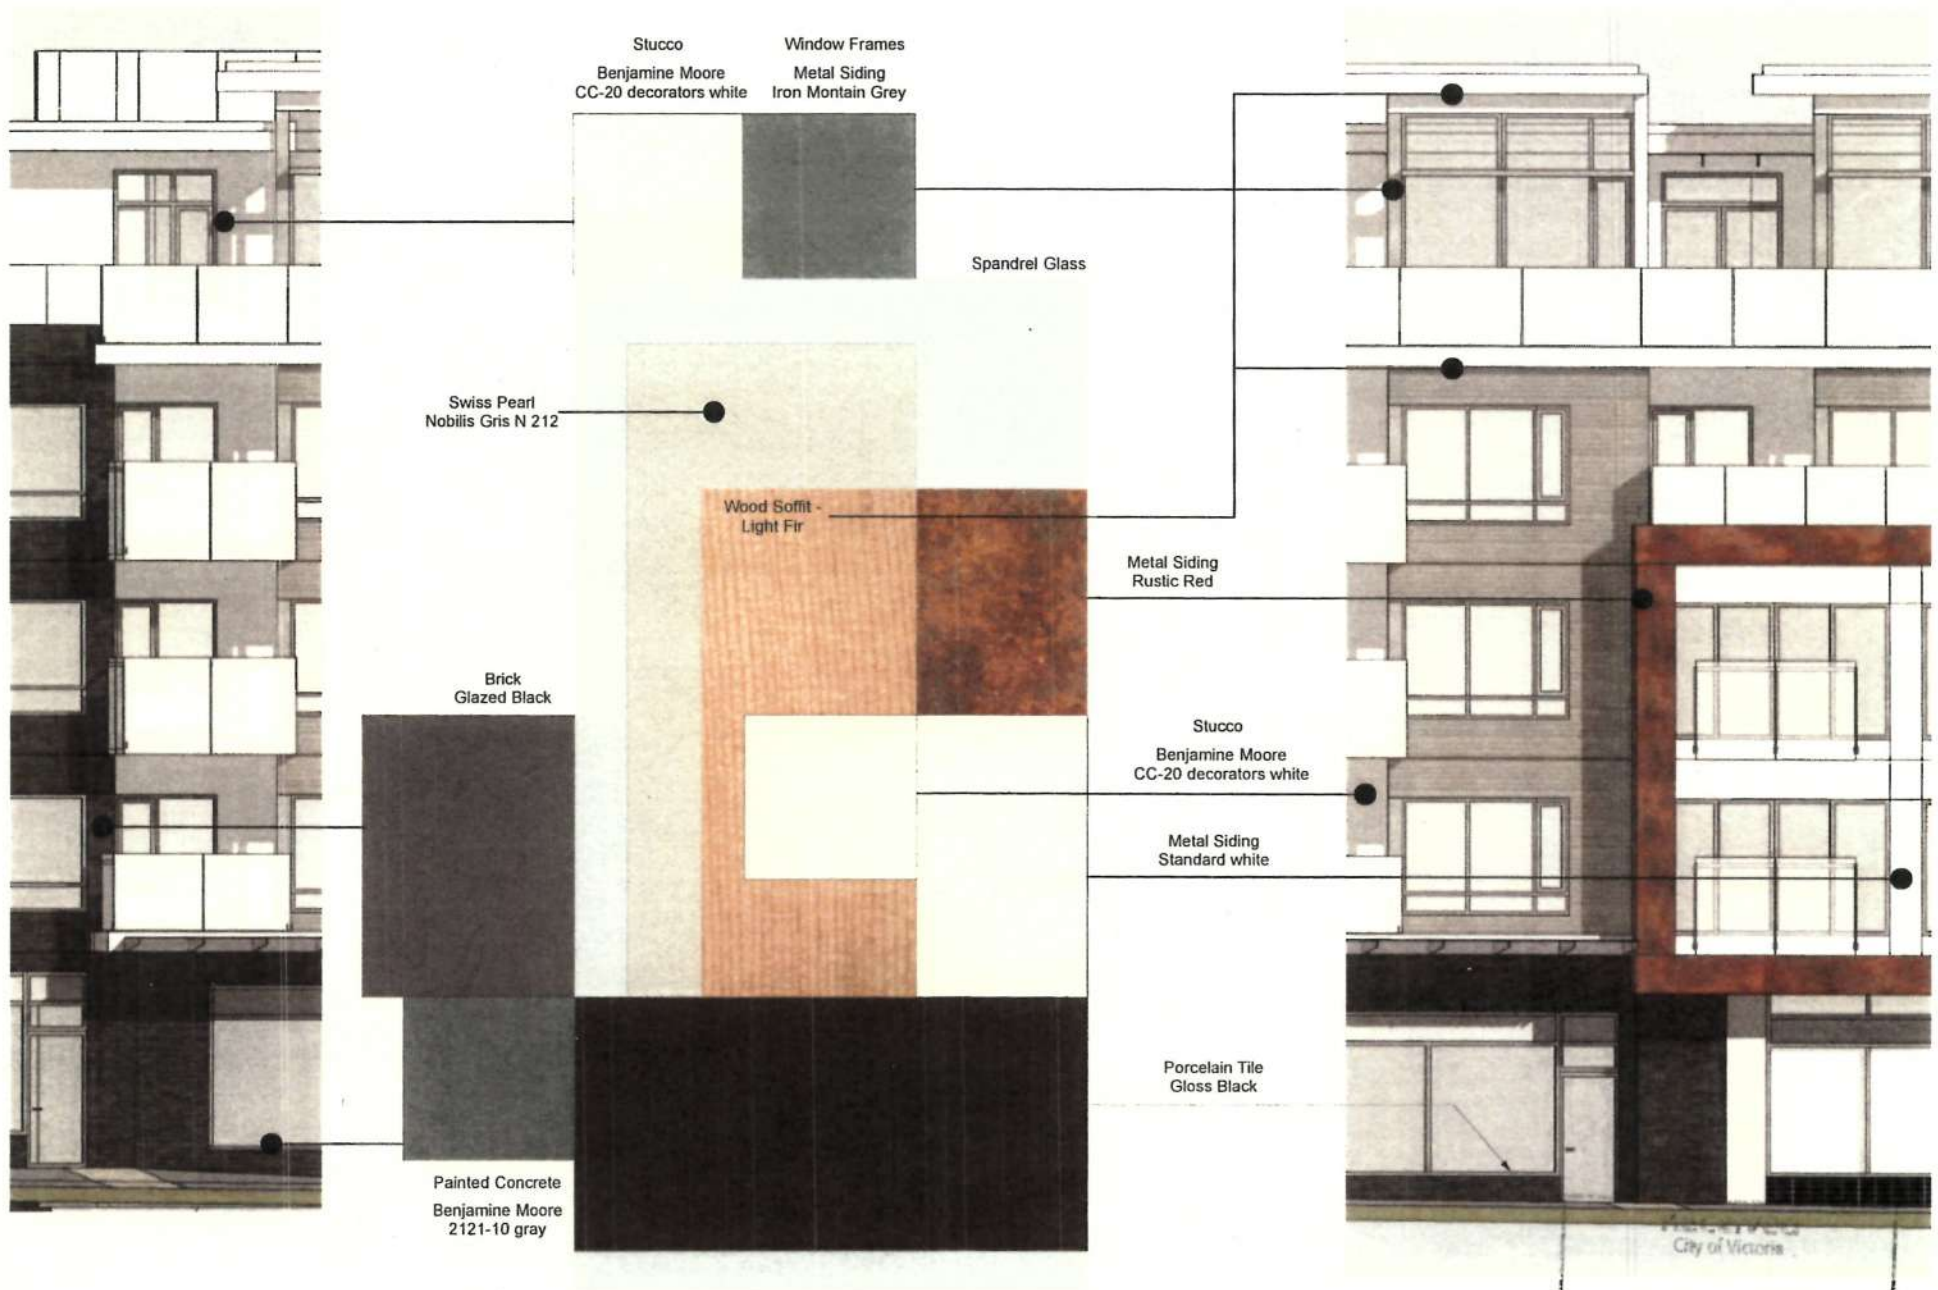 Stucco
Benjamine Moore
CC-20 decorators white
Window Frames
Metal Siding
Iron Montain Grey
Spandrel Glass
Swiss Pearl
Nobilis Gris N 212
Wood Soffit -
Light Fir
Metal Siding
Rustic Red
Brick
Glazed Black
Stucco
Benjamine Moore
CC-20 decorators white
Metal Siding
Standard white
Porcelain Tile
Gloss Black
Painted Concrete
Benjamine Moore
2121-10 gray
City of Victoria